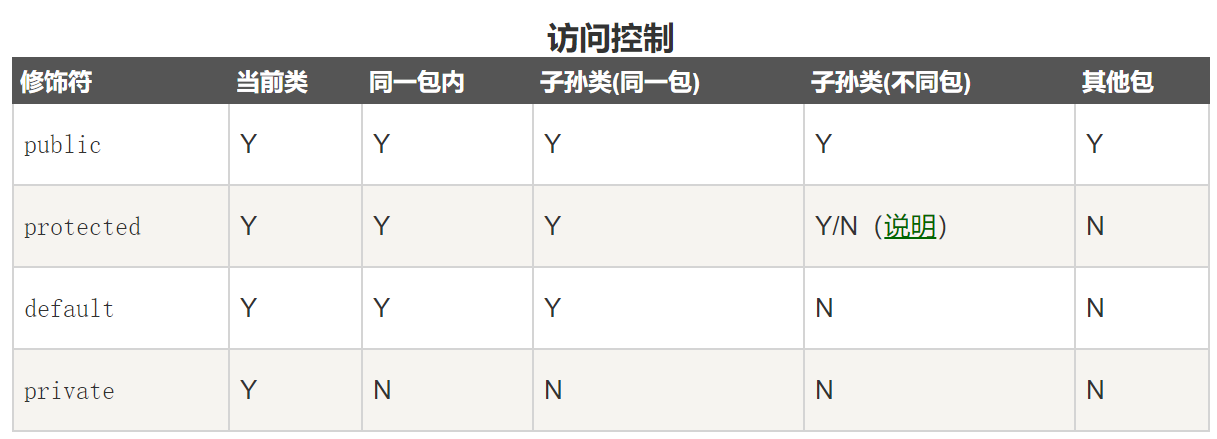 访问控制
修饰符 当前类 同一包内 子孙类(同一包) 子孙类(不同包) 其他包
public Y Y Y Y Y
protected Y Y Y Y/N（说明） N
default Y Y Y N N
private Y N N N N